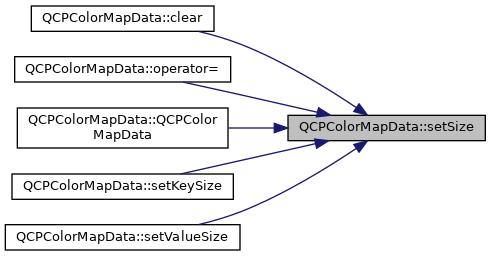 QCPColorMapData::clear
QCPColorMapData::operator=
QCPColorMapData::QCPColor
MapData
QCPColorMapData::setSize
QCPColorMapData::setKeySize
QCPColorMapData::setValueSize